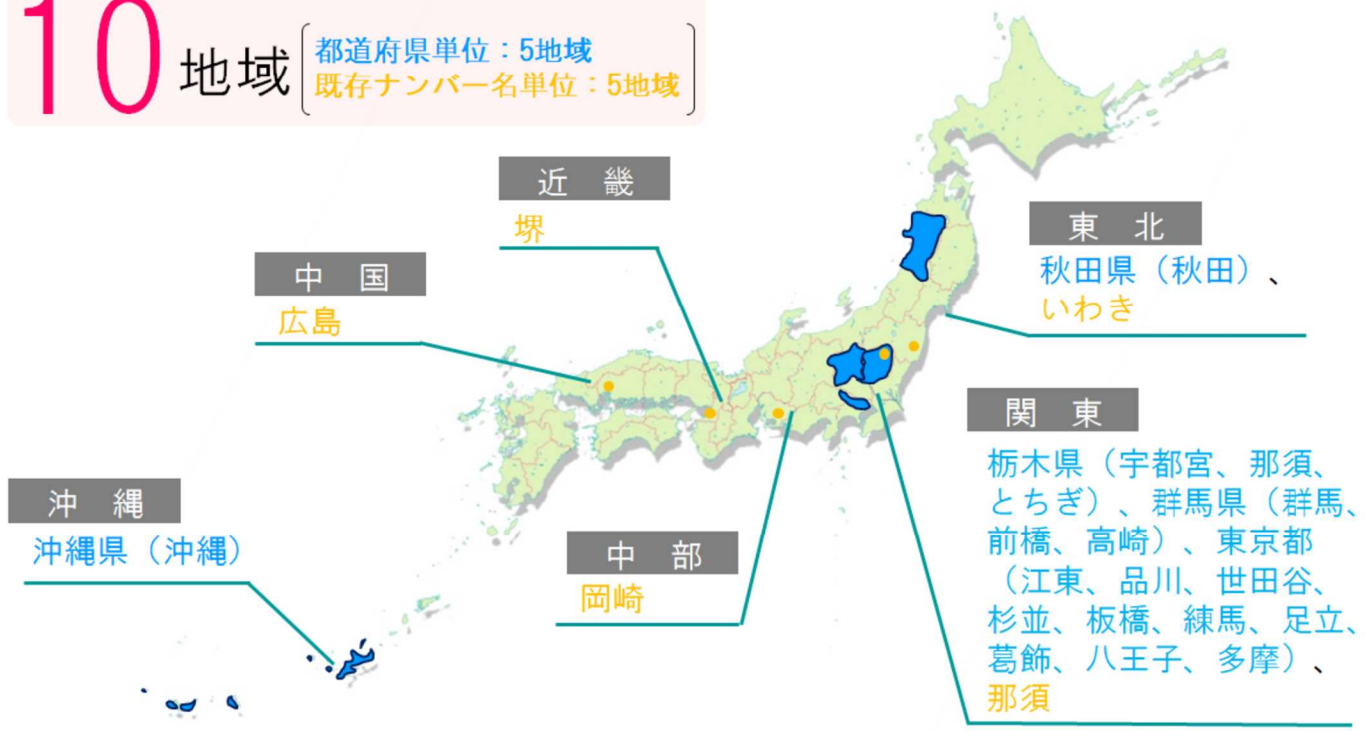 10地域
都道府県単位：5地域
既存ナンバー名単位：5地域
近　畿
堺
中　国
広島
東　北
秋田県（秋田）、
いわき
関　東
栃木県（宇都宮、那須、
とちぎ）、群馬県（群馬、
前橋、高崎）、東京都
（江東、品川、世田谷、
杉並、板橋、練馬、足立、
葛飾、八王子、多摩）、
那須
沖　縄
沖縄県（沖縄）
中　部
岡崎